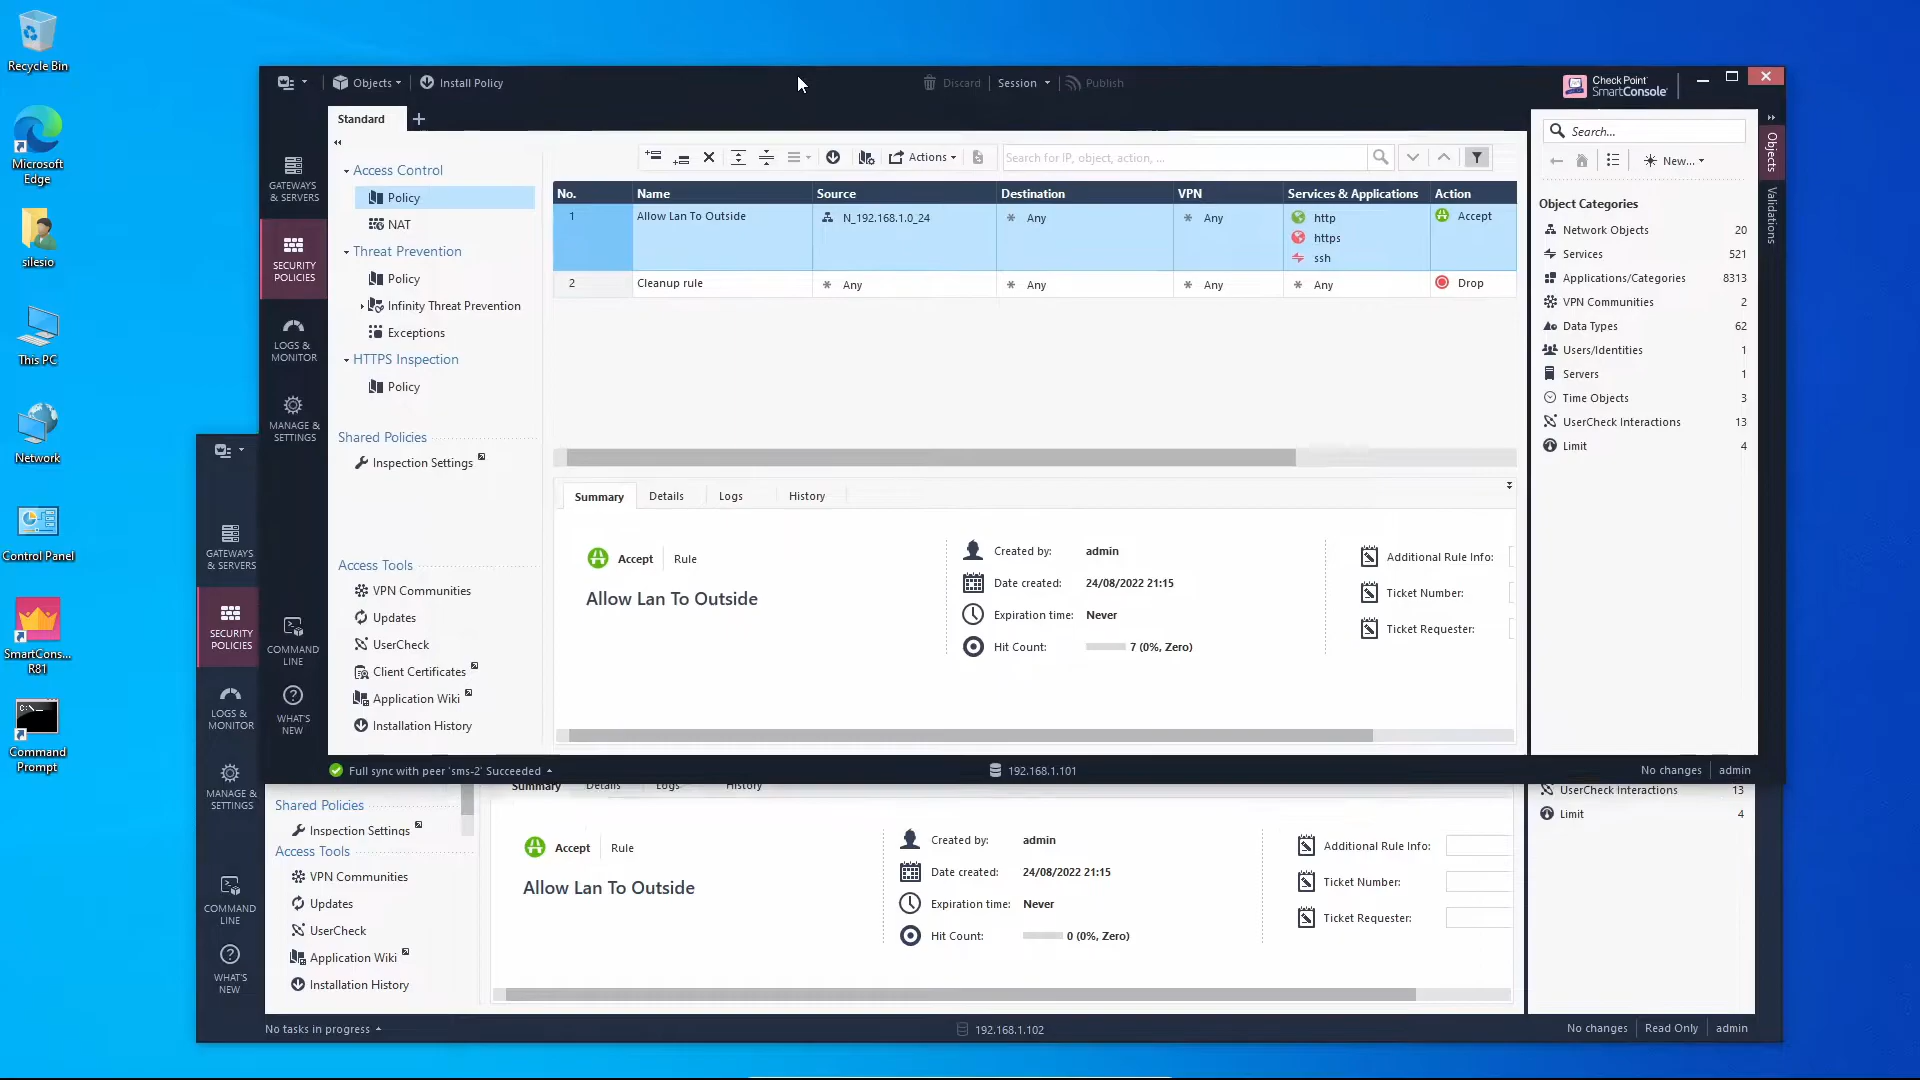 Recycle Bin
Microsoft
Edge
silesio
This PC
Network
Control Panel
SmartCons...
R81
Command
Prompt
Objects
Install Policy
Discard
Session
Publish
Check Point
SmartConsole
Standard
+
GATEWAYS
& SERVERS
SECURITY
POLICIES
LOGS &
MONITOR
MANAGE &
SETTINGS
COMMAND
LINE
WHAT'S
NEW
Access Control
Policy
NAT
Threat Prevention
Policy
Infinity Threat Prevention
Exceptions
HTTPS Inspection
Policy
Shared Policies
Inspection Settings
Access Tools
VPN Communities
Updates
UserCheck
Client Certificates
Application Wiki
Installation History
Actions
Search for IP, object, action, ...
No. Name Source Destination VPN Services & Applications Action
1 Allow Lan To Outside N_192.168.1.0_24 * Any * Any http Accept
https
ssh
2 Cleanup rule * Any * Any * Any * Any Drop
Summary Details Logs History
Accept Rule
Allow Lan To Outside
Created by: admin
Date created: 24/08/2022 21:15
Expiration time: Never
Hit Count: 7 (0%, Zero)
Additional Rule Info:
Ticket Number:
Ticket Requester:
Search...
New...
Object Categories
Network Objects 20
Services 521
Applications/Categories 8313
VPN Communities 2
Data Types 62
Users/Identities 1
Servers 1
Time Objects 3
UserCheck Interactions 13
Limit 4
Objects
Validations
Full sync with peer 'sms-2' Succeeded
192.168.1.101
No changes
admin
GATEWAYS
& SERVERS
SECURITY
POLICIES
LOGS &
MONITOR
MANAGE &
SETTINGS
COMMAND
LINE
WHAT'S
NEW
Shared Policies
Inspection Settings
Access Tools
VPN Communities
Updates
UserCheck
Application Wiki
Installation History
Summary Details Logs History
Accept Rule
Allow Lan To Outside
Created by: admin
Date created: 24/08/2022 21:15
Expiration time: Never
Hit Count: 0 (0%, Zero)
Additional Rule Info:
Ticket Number:
Ticket Requester:
UserCheck Interactions 13
Limit 4
No tasks in progress
192.168.1.102
No changes
Read Only
admin